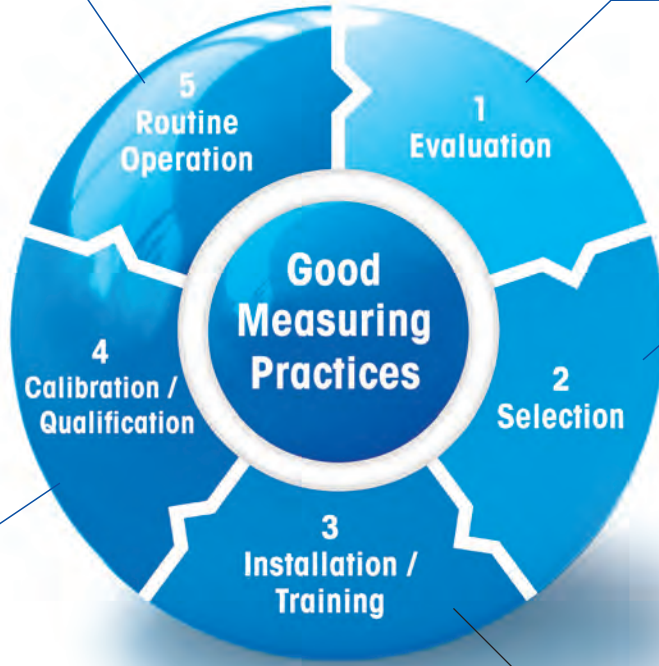 Good
Measuring
Practices
1
Evaluation
2
Selection
3
Installation /
Training
4
Calibration /
Qualification
5
Routine
Operation